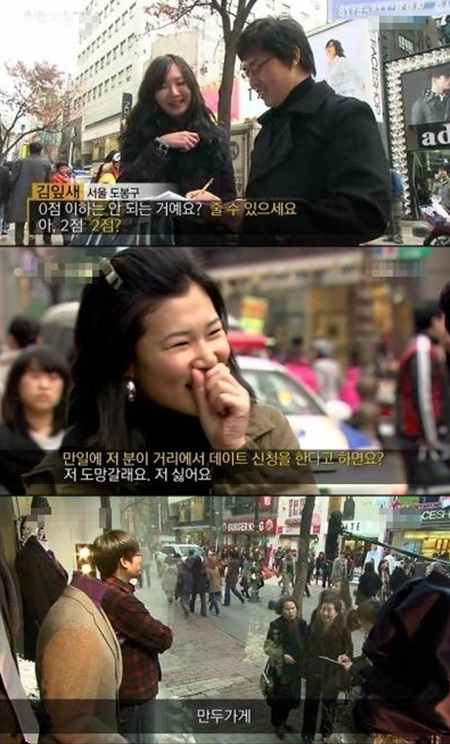 김잎새 서울 도봉구
0점 이하는 안 되는 거예요? 줄 수 있으세요
아, 2점 2점?
만일에 저 분이 거리에서 데이트 신청을 한다고 하면요?
저 도망갈래요. 저 싫어요
BURGER KING
만두가게